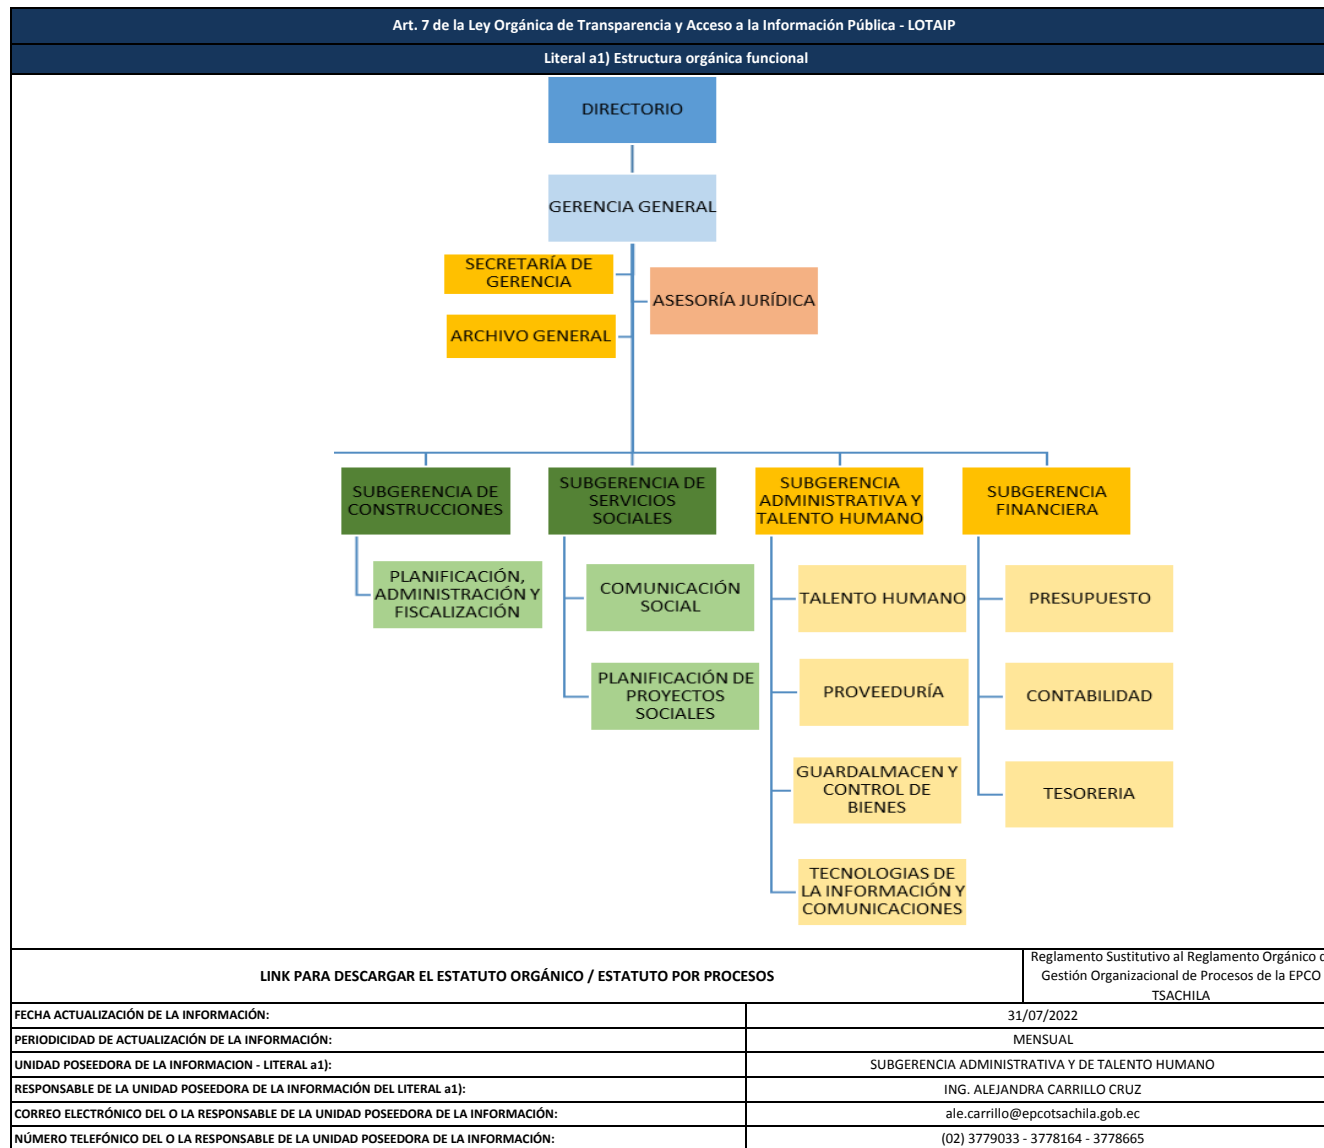 Art. 7 de la Ley Orgánica de Transparencia y Acceso a la Información Pública - LOTAIP
Literal a1) Estructura orgánica funcional
DIRECTORIO
GERENCIA GENERAL
SECRETARÍA DE
GERENCIA
ASESORÍA JURÍDICA
ARCHIVO GENERAL
SUBGERENCIA DE
CONSTRUCCIONES
SUBGERENCIA DE
SERVICIOS
SOCIALES
SUBGERENCIA
ADMINISTRATIVA Y
TALENTO HUMANO
SUBGERENCIA
FINANCIERA
PLANIFICACIÓN,
ADMINISTRACIÓN Y
FISCALIZACIÓN
COMUNICACIÓN
SOCIAL
PLANIFICACIÓN DE
PROYECTOS
SOCIALES
TALENTO HUMANO
PROVEEDURÍA
GUARDALMACEN Y
CONTROL DE
BIENES
TECNOLOGIAS DE
LA INFORMACIÓN Y
COMUNICACIONES
PRESUPUESTO
CONTABILIDAD
TESORERIA
LINK PARA DESCARGAR EL ESTATUTO ORGÁNICO / ESTATUTO POR PROCESOS
Reglamento Sustitutivo al Reglamento Orgánico
Gestión Organizacional de Procesos de la EPCO
TSACHILA
FECHA ACTUALIZACIÓN DE LA INFORMACIÓN:
31/07/2022
PERIODICIDAD DE ACTUALIZACIÓN DE LA INFORMACIÓN:
MENSUAL
UNIDAD POSEEDORA DE LA INFORMACION - LITERAL a1):
SUBGERENCIA ADMINISTRATIVA Y DE TALENTO HUMANO
RESPONSABLE DE LA UNIDAD POSEEDORA DE LA INFORMACIÓN DEL LITERAL a1):
ING. ALEJANDRA CARRILLO CRUZ
CORREO ELECTRÓNICO DEL O LA RESPONSABLE DE LA UNIDAD POSEEDORA DE LA INFORMACIÓN:
ale.carrillo@epcotsachila.gob.ec
NÚMERO TELEFÓNICO DEL O LA RESPONSABLE DE LA UNIDAD POSEEDORA DE LA INFORMACIÓN:
(02) 3779033 - 3778164 - 3778665